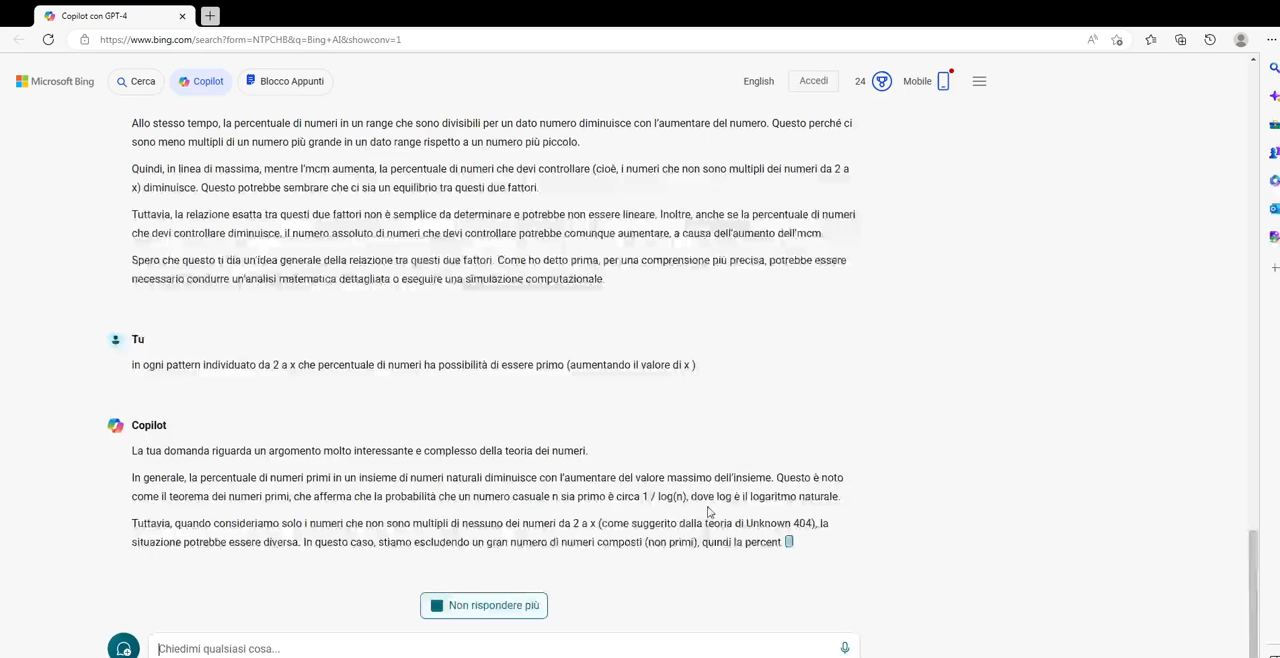 Copilot con GPT-4
https://www.bing.com/search?form=NTPCHB&q=Bing+AI&showconv=1
Microsoft Bing
Cerca
Copilot
Blocco Appunti
English
Accedi
24
Mobile
Allo stesso tempo, la percentuale di numeri in un range che sono divisibili per un dato numero diminuisce con l'aumentare del numero. Questo perché ci
sono meno multipli di un numero più grande in un dato range rispetto a un numero più piccolo.
Quindi, in linea di massima, mentre l'mcm aumenta, la percentuale di numeri che devi controllare (cioè, i numeri che non sono multipli dei numeri da 2 a
x) diminuisce. Questo potrebbe sembrare che ci sia un equilibrio tra questi due fattori.
Tuttavia, la relazione esatta tra questi due fattori non è semplice da determinare e potrebbe non essere lineare. Inoltre, anche se la percentuale di numeri
che devi controllare diminuisce, il numero assoluto di numeri che devi controllare potrebbe comunque aumentare, a causa dell'aumento dell'mcm.
Spero che questo ti dia un'idea generale della relazione tra questi due fattori. Come ho detto prima, per una comprensione più precisa, potrebbe essere
necessario condurre un'analisi matematica dettagliata o eseguire una simulazione computazionale.
Tu
in ogni pattern individuato da 2 a x che percentuale di numeri ha possibilità di essere primo (aumentando il valore di x )
Copilot
La tua domanda riguarda un argomento molto interessante e complesso della teoria dei numeri.
In generale, la percentuale di numeri primi in un insieme di numeri naturali diminuisce con l'aumentare del valore massimo dell'insieme. Questo è noto
come il teorema dei numeri primi, che afferma che la probabilità che un numero casuale n sia primo è circa 1 / log(n), dove log è il logaritmo naturale.
Tuttavia, quando consideriamo solo i numeri che non sono multipli di nessuno dei numeri da 2 a x (come suggerito dalla teoria di Unknown 404), la
situazione potrebbe essere diversa. In questo caso, stiamo escludendo un gran numero di numeri composti (non primi), quindi la percent
Non rispondere più
Chiedimi qualsiasi cosa...